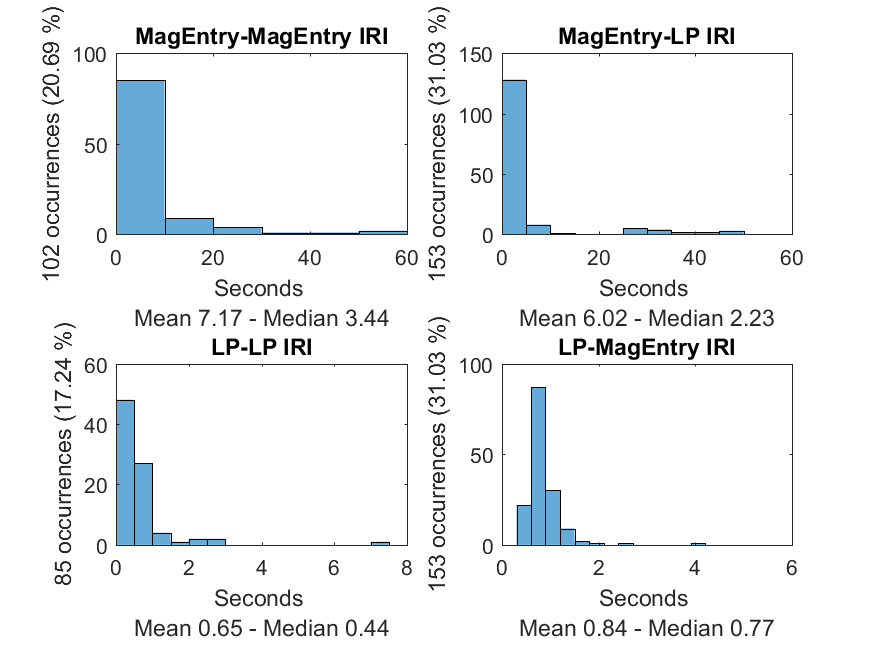 MagEntry-MagEntry IRI
102 occurrences (20.69 %)
100
50
0
0 20 40 60
Seconds
Mean 7.17 - Median 3.44
MagEntry-LP IRI
153 occurrences (31.03 %)
150
100
50
0
0 20 40 60
Seconds
Mean 6.02 - Median 2.23
LP-LP IRI
85 occurrences (17.24 %)
60
40
20
0
0 2 4 6 8
Seconds
Mean 0.65 - Median 0.44
LP-MagEntry IRI
153 occurrences (31.03 %)
100
50
0
0 2 4 6
Seconds
Mean 0.84 - Median 0.77